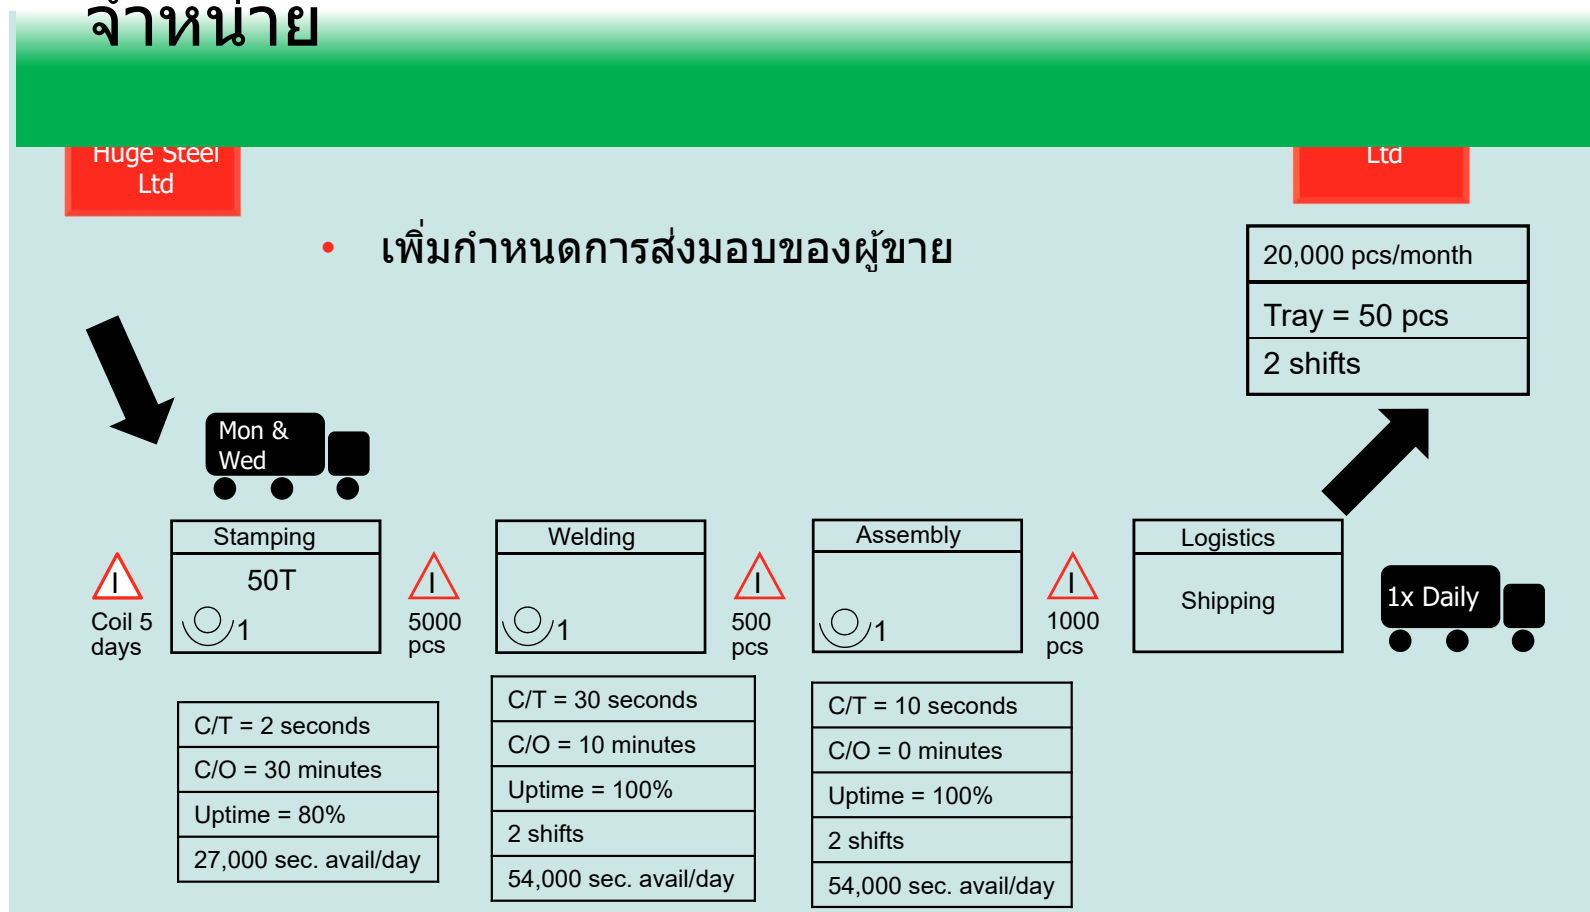 จำหน่าย
Huge Steel
Ltd
Ltd
• เพิ่มกำหนดการส่งมอบของผู้ขาย
20,000 pcs/month
Tray = 50 pcs
2 shifts
Mon &
Wed
Stamping
50T
1
Welding
1
Assembly
1
Logistics
Shipping
1x Daily
I
Coil 5
days
I
5000
pcs
I
500
pcs
I
1000
pcs
C/T = 2 seconds
C/O = 30 minutes
Uptime = 80%
27,000 sec. avail/day
C/T = 30 seconds
C/O = 10 minutes
Uptime = 100%
2 shifts
54,000 sec. avail/day
C/T = 10 seconds
C/O = 0 minutes
Uptime = 100%
2 shifts
54,000 sec. avail/day